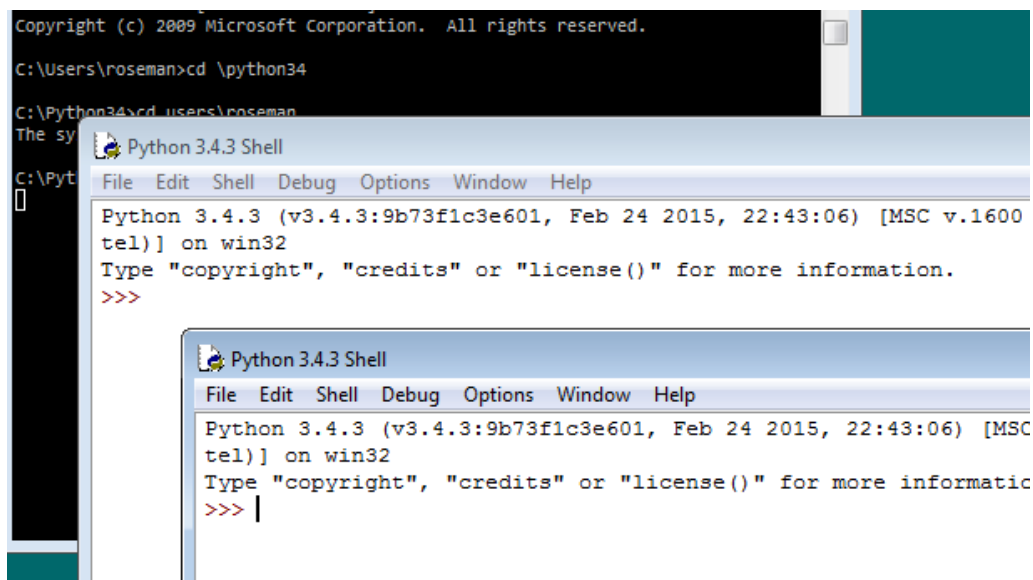 Copyright (c) 2009 Microsoft Corporation.  All rights reserved.
C:\Users\roseman>cd \python34
C:\Python34>cd users\roseman
The sy
C:\Pyt
Python 3.4.3 Shell
File Edit Shell Debug Options Window Help
Python 3.4.3 (v3.4.3:9b73f1c3e601, Feb 24 2015, 22:43:06) [MSC v.1600
tel)] on win32
Type "copyright", "credits" or "license()" for more information.
>>>
Python 3.4.3 Shell
File Edit Shell Debug Options Window Help
Python 3.4.3 (v3.4.3:9b73f1c3e601, Feb 24 2015, 22:43:06) [MSC
tel)] on win32
Type "copyright", "credits" or "license()" for more informatio
>>>